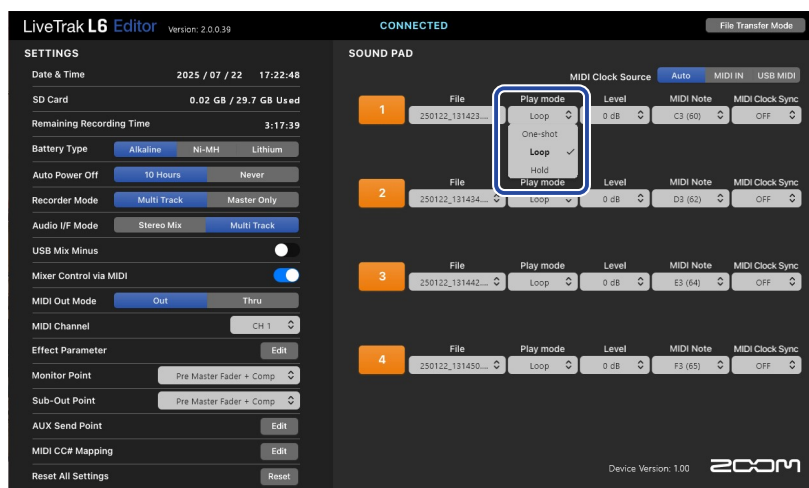 LiveTrak L6 Editor Version: 2.0.0.39 CONNECTED File Transfer Mode
SETTINGS
Date & Time 2025 / 07 / 22 17:22:48
SD Card 0.02 GB / 29.7 GB Used
Remaining Recording Time 3:17:39
Battery Type Alkaline Ni-MH Lithium
Auto Power Off 10 Hours Never
Recorder Mode Multi Track Master Only
Audio I/F Mode Stereo Mix Multi Track
USB Mix Minus
Mixer Control via MIDI
MIDI Out Mode Out Thru
MIDI Channel CH 1
Effect Parameter Edit
Monitor Point Pre Master Fader + Comp
Sub-Out Point Pre Master Fader + Comp
AUX Send Point Edit
MIDI CC# Mapping Edit
Reset All Settings Reset
SOUND PAD
MIDI Clock Source Auto MIDI IN USB MIDI
File Play mode Level MIDI Note MIDI Clock Sync
1 250122_131423.... Loop 0 dB C3 (60) OFF
One-shot
Loop ✓
Hold
File Play mode Level MIDI Note MIDI Clock Sync
2 250122_131434.... Loop 0 dB D3 (62) OFF
File Play mode Level MIDI Note MIDI Clock Sync
3 250122_131442.... Loop 0 dB E3 (64) OFF
File Play mode Level MIDI Note MIDI Clock Sync
4 250122_131450.... Loop 0 dB F3 (65) OFF
Device Version: 1.00 ZOOM